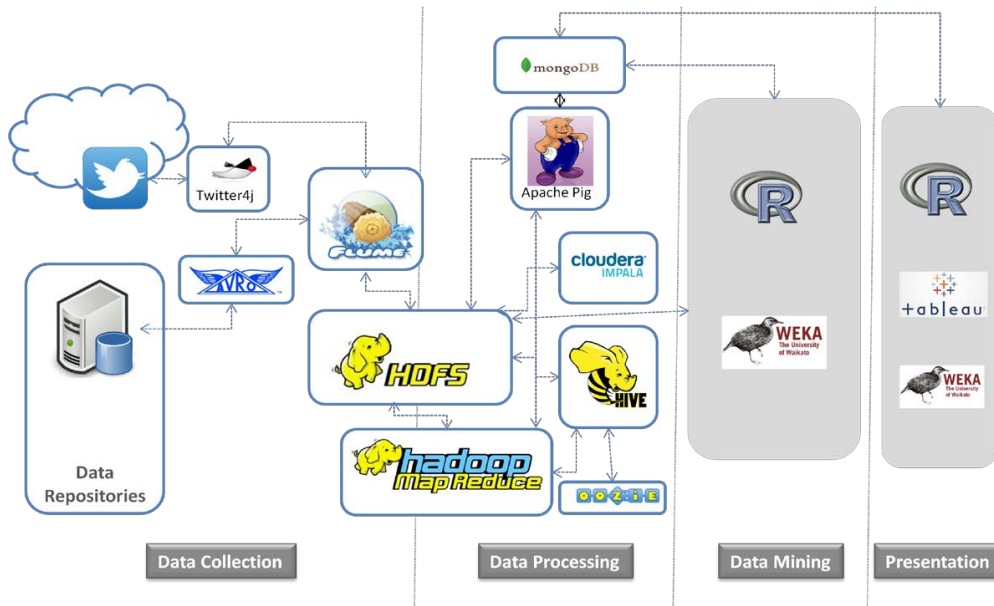 mongoDB
Twitter4j
Apache Pig
FLUME
AVRO
cloudera
IMPALA
R
R
+ a b | e a u
HDFS
HIVE
WEKA
The University
of Waikato
WEKA
The University
of Waikato
hadoop
Map Reduce
Data
Repositories
OOZiE
Data Collection
Data Processing
Data Mining
Presentation